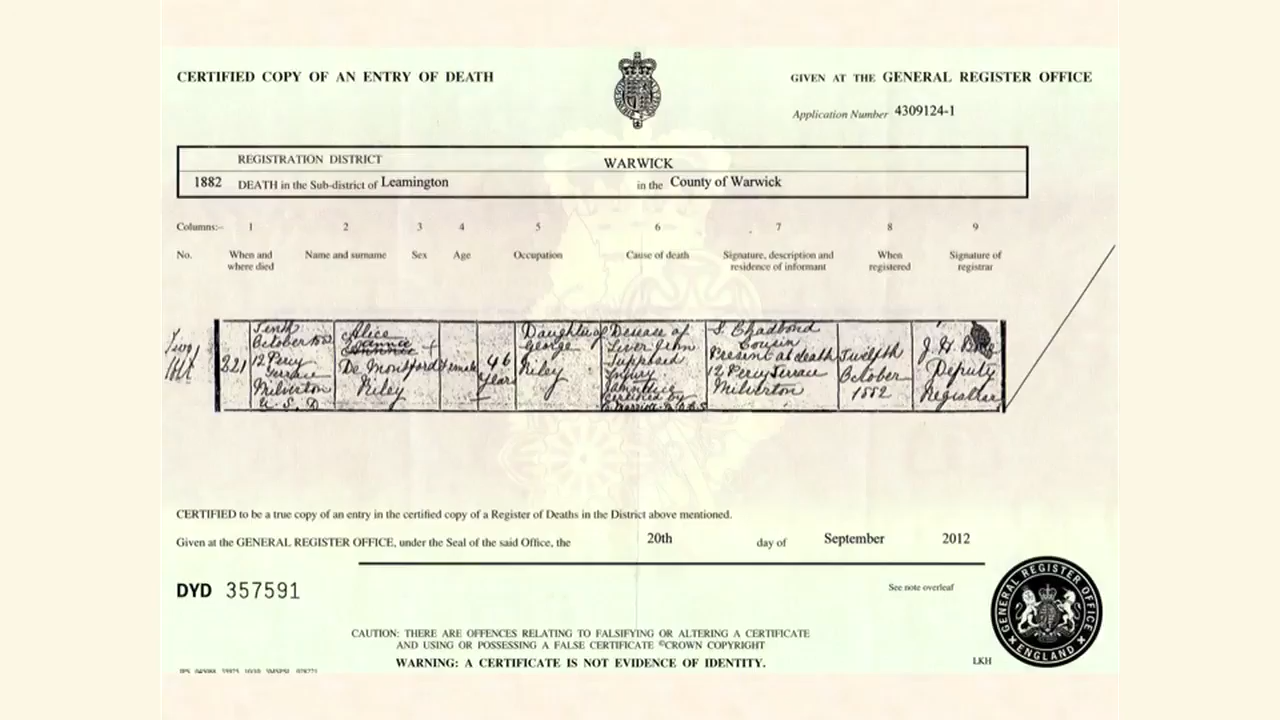 CERTIFIED COPY OF AN ENTRY OF DEATH
GIVEN AT THE GENERAL REGISTER OFFICE
Application Number 4309124-1
REGISTRATION DISTRICT
WARWICK
1882 DEATH in the Sub-district of Leamington in the County of Warwick
Columns:- 1 2 3 4 5 6 7 8 9
No. When and where died Name and surname Sex Age Occupation Cause of death Signature, description and residence of informant When registered Signature of registrar
221
Tenth
October 1882
12 Percy
Terrace
Milverton
U. S. D
Alice
Joanna
De Montford
Riley
Female
46
Years
Daughter of
George
Riley
Disease of
Liver from
Supposed
Injury
Jaundice
Certified by
S. Chadbond
Cousin
Present at death
12 Percy Terrace
Milverton
Twelfth
October
1882
Deputy
Registrar
CERTIFIED to be a true copy of an entry in the certified copy of a Register of Deaths in the District above mentioned.
Given at the GENERAL REGISTER OFFICE, under the Seal of the said Office, the 20th day of September 2012
DYD 357591
See note overleaf
CAUTION: THERE ARE OFFENCES RELATING TO FALSIFYING OR ALTERING A CERTIFICATE
AND USING OR POSSESSING A FALSE CERTIFICATE ©CROWN COPYRIGHT
WARNING: A CERTIFICATE IS NOT EVIDENCE OF IDENTITY.
GENERAL REGISTER OFFICE
ENGLAND
LKH